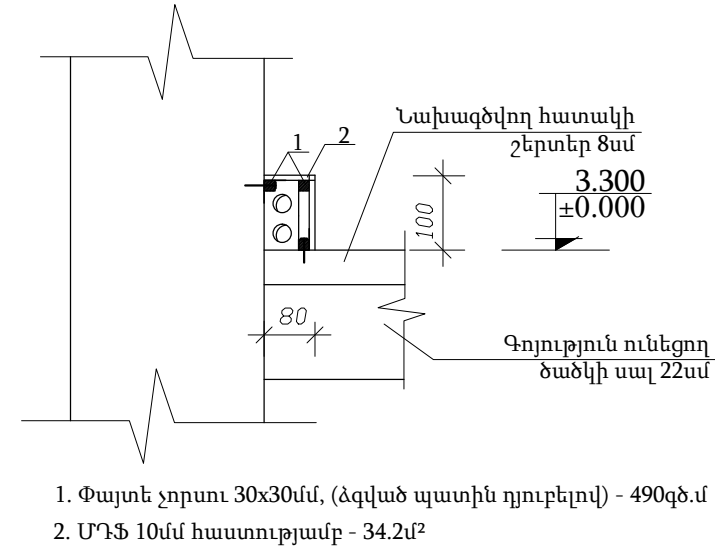 Նախագծվող հատակի
շերտեր 8սմ
1
2
3.300
±0.000
100
80
Գոյություն ունեցող
ծածկի սալ 22սմ
1. Փայտե չորսու 30x30մմ, (ձգված պատին դյուբելով) - 490գծ.մ
2. ՄԴՖ 10մմ հաստությամբ - 34.2մ²